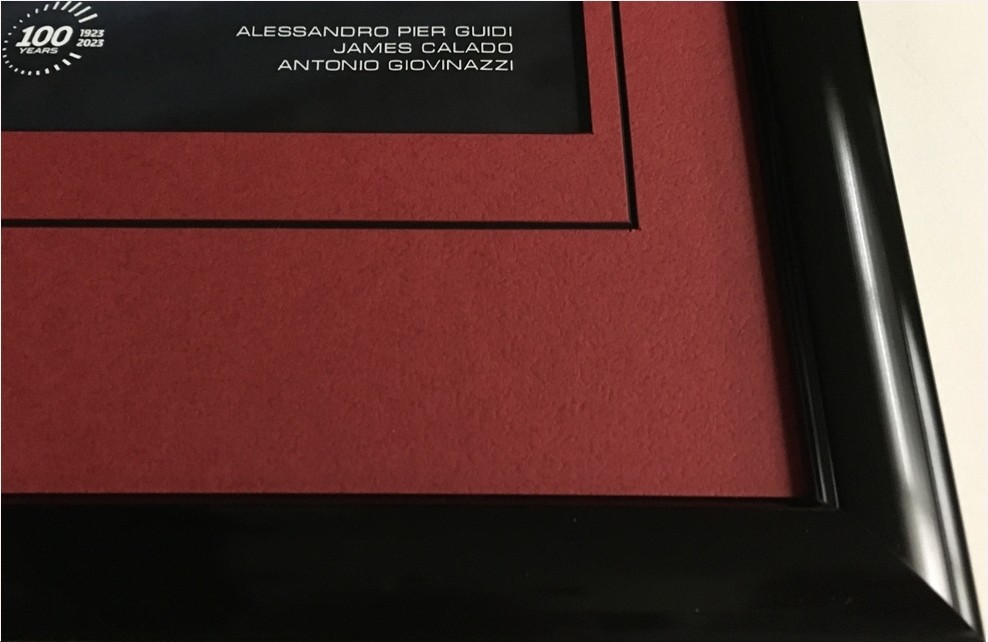 100 YEARS 1923 2023
ALESSANDRO PIER GUIDI
JAMES CALADO
ANTONIO GIOVINAZZI